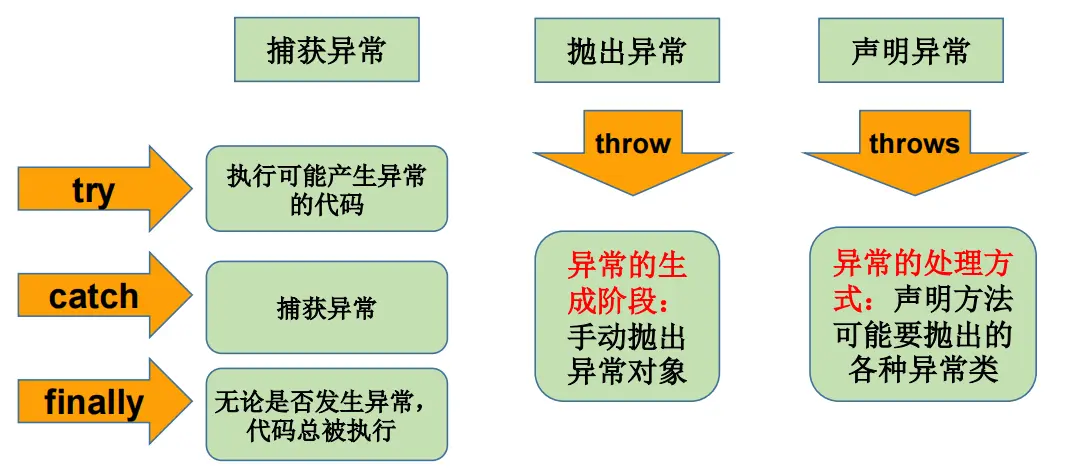 捕获异常
抛出异常
声明异常
try
执行可能产生异常
的代码
catch
捕获异常
finally
无论是否发生异常，
代码总被执行
throw
异常的生
成阶段：
手动抛出
异常对象
throws
异常的处理方
式：声明方法
可能要抛出的
各种异常类